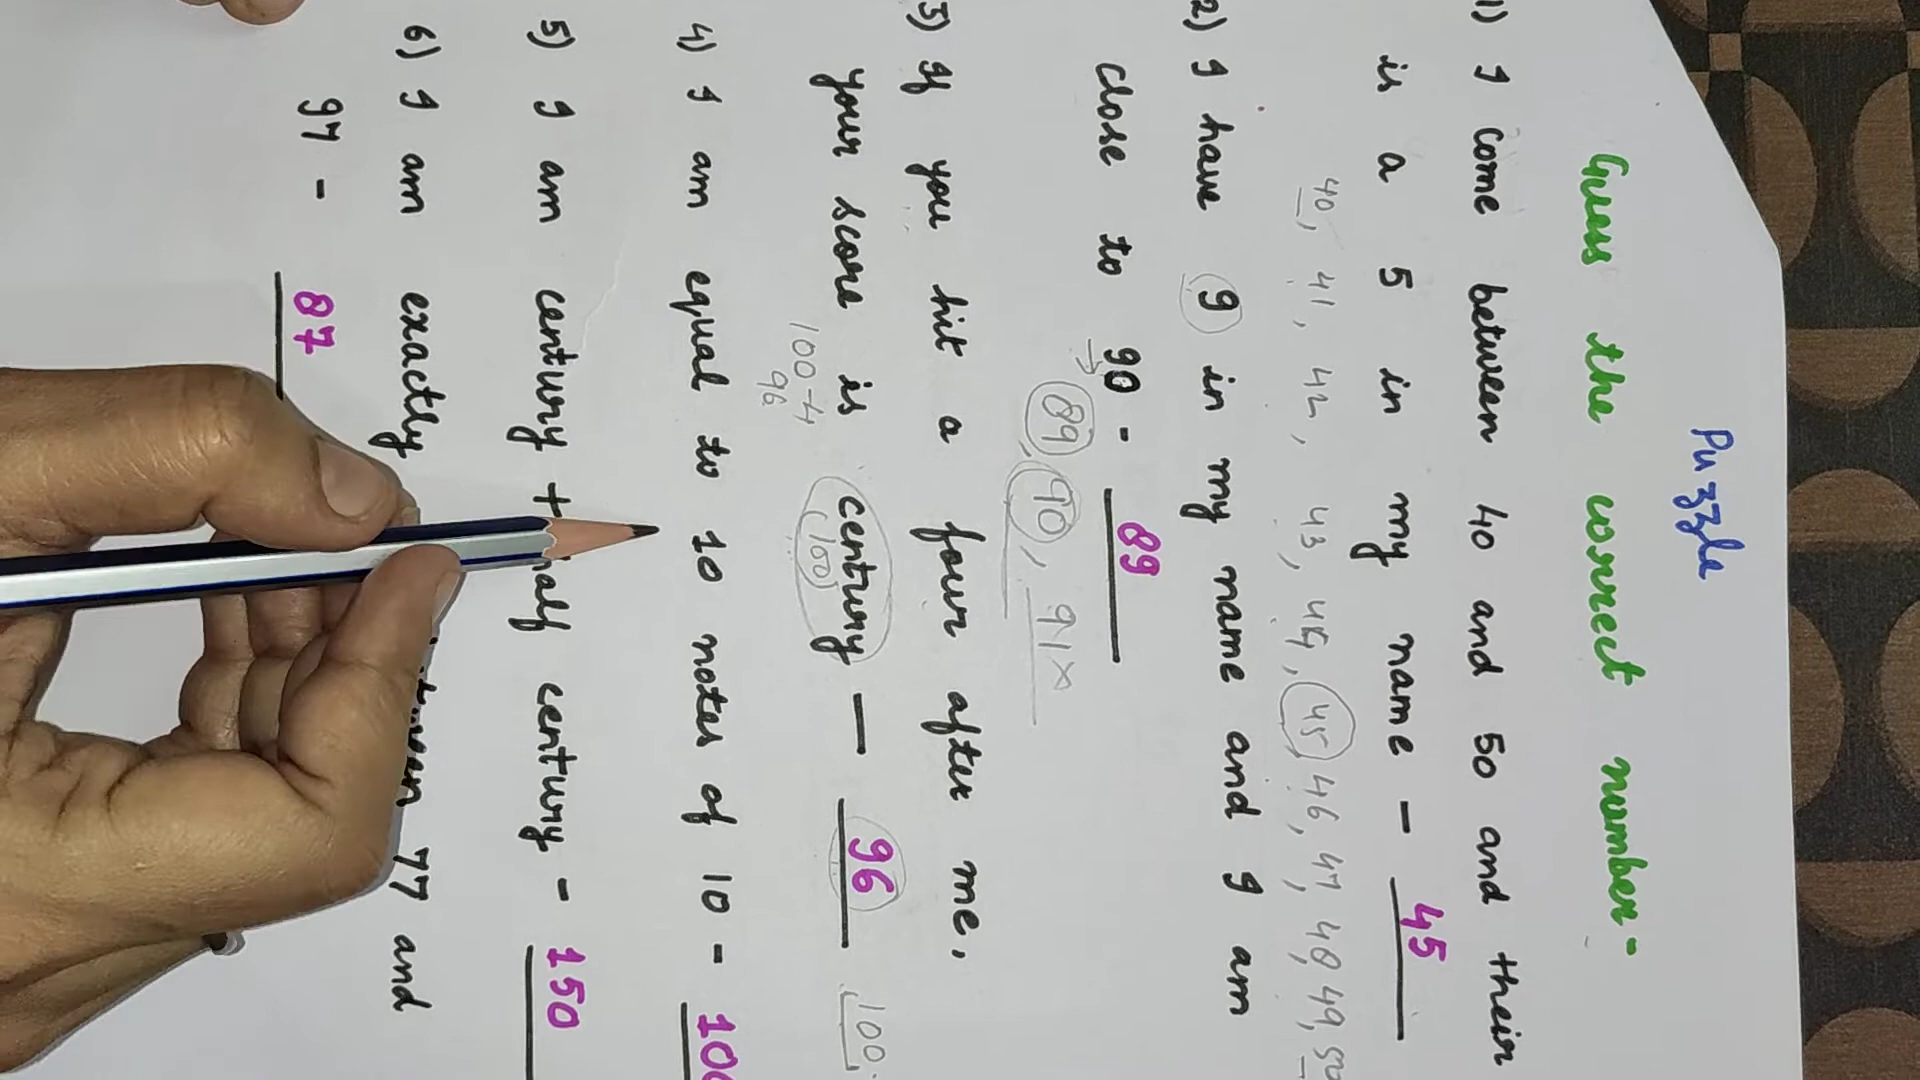 Puzzle
Guess the correct number-
1) I come between 40 and 50 and their
is a 5 in my name - 45
40, 41, 42, 43, 44, 45, 46, 47, 48, 49, 50
2) I have 9 in my name and I am
close to 90 - 89
89, 90, 91 x
3) If you hit a four after me,
your score is century - 96
100-4 (100) 100
96
4) I am equal to 10 notes of 10 -
5) I am century + half century - 150
6) I am exactly 77 and
97 - 87